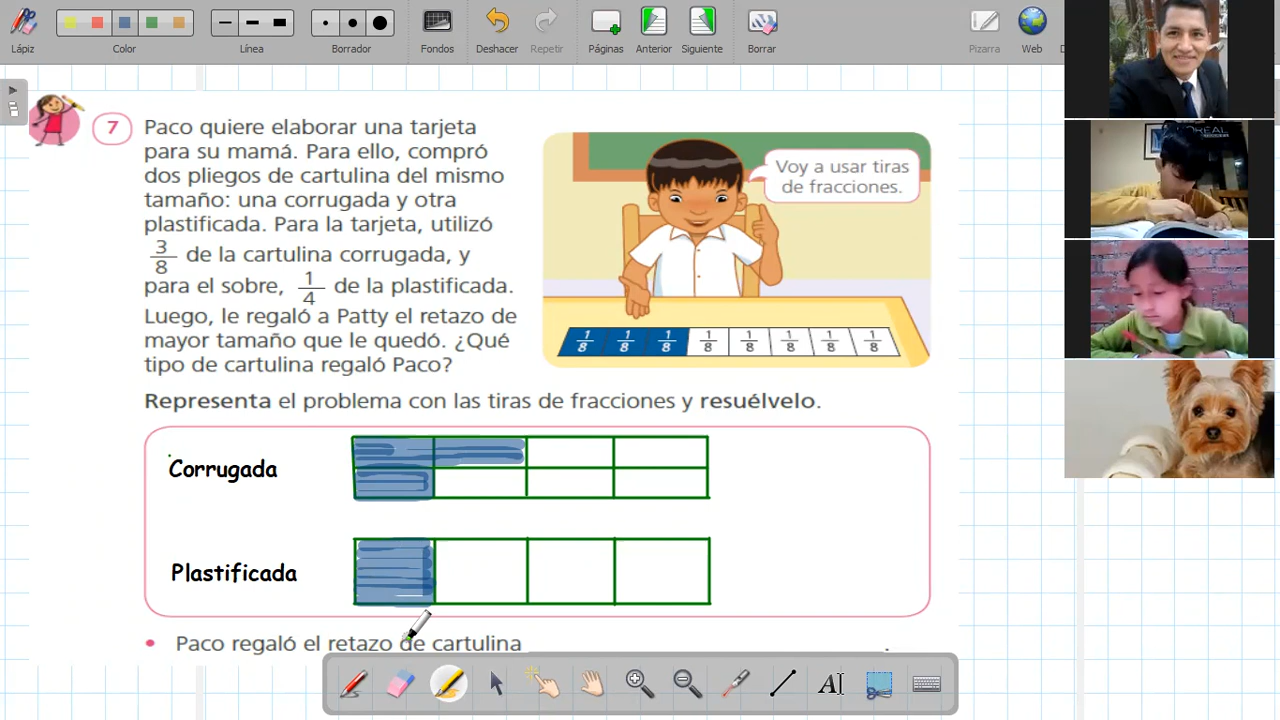 Lápiz
Color
Línea
Borrador
Fondos
Deshacer
Repetir
Páginas
Anterior
Siguiente
Borrar
Pizarra
Web
7
Paco quiere elaborar una tarjeta
para su mamá. Para ello, compró
dos pliegos de cartulina del mismo
tamaño: una corrugada y otra
plastificada. Para la tarjeta, utilizó
3/8 de la cartulina corrugada, y
para el sobre, 1/4 de la plastificada.
Luego, le regaló a Patty el retazo de
mayor tamaño que le quedó. ¿Qué
tipo de cartulina regaló Paco?
Voy a usar tiras
de fracciones.
1/8 1/8 1/8 1/8 1/8 1/8 1/8 1/8
Representa el problema con las tiras de fracciones y resuélvelo.
Corrugada
Plastificada
• Paco regaló el retazo de cartulina .